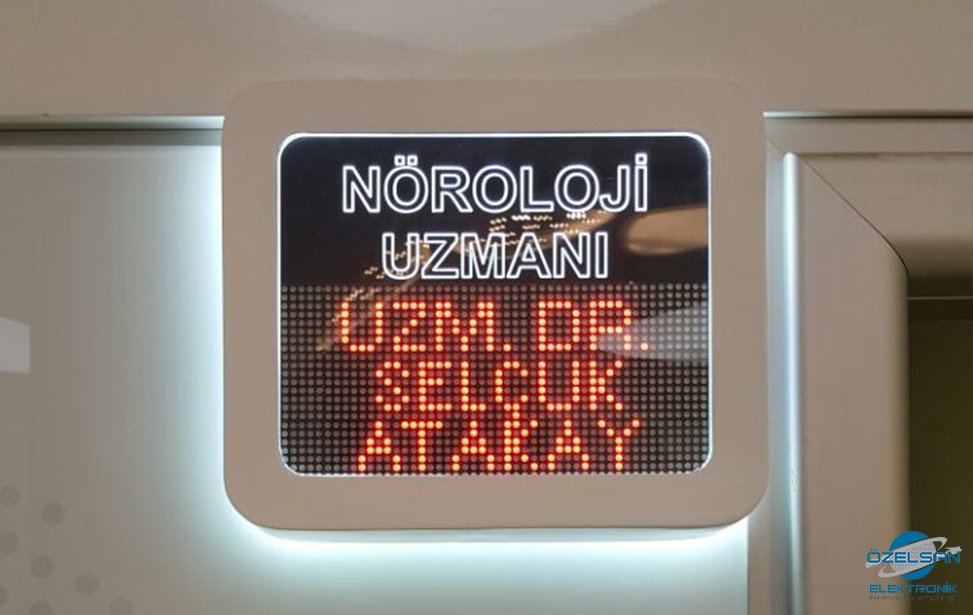 NÖROLOJİ
UZMANI
UZM. DR.
SELÇUK
ATAKAY
ÖZELSAN
ELEKTRONİK